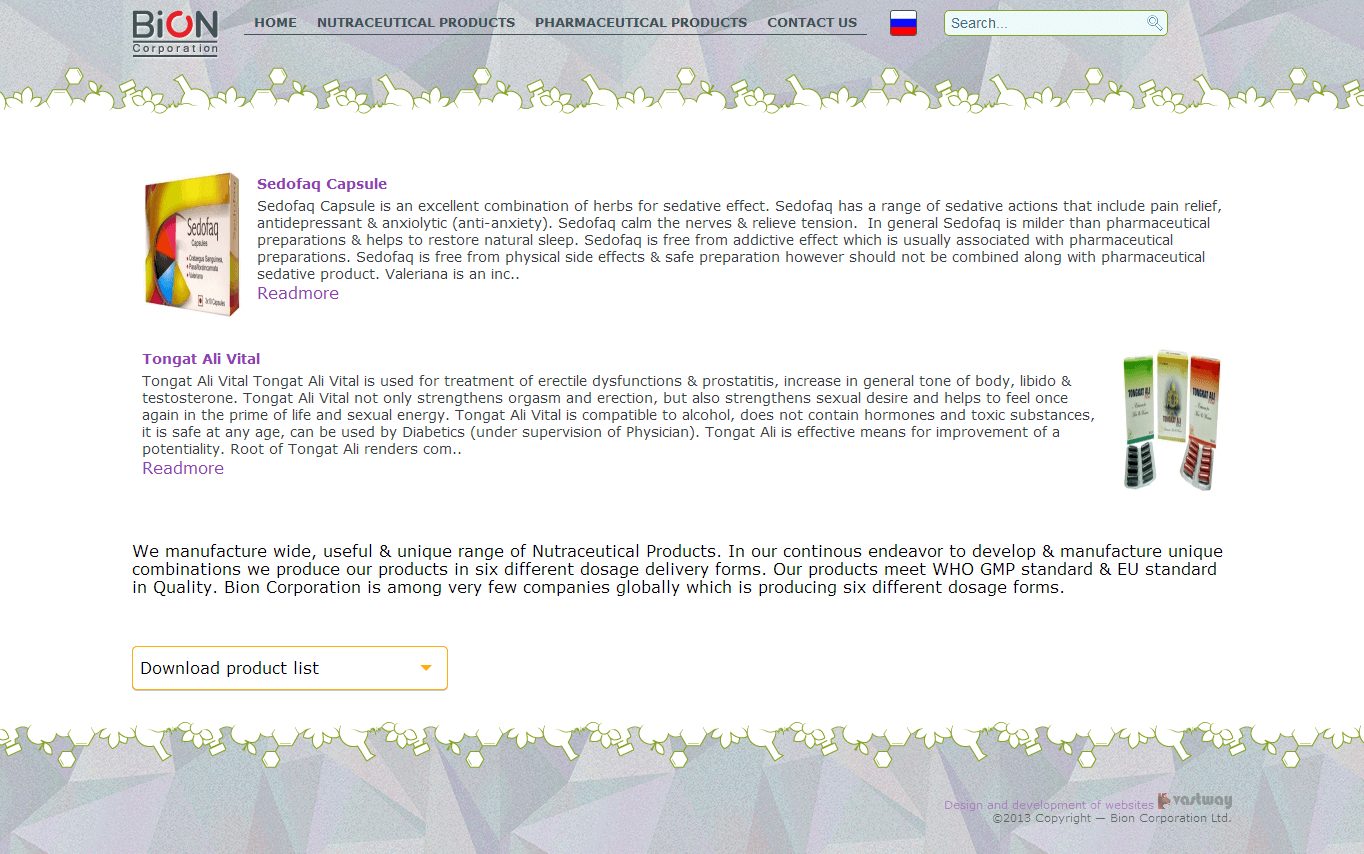 BiON
Corporation
HOME NUTRACEUTICAL PRODUCTS PHARMACEUTICAL PRODUCTS CONTACT US
Search...
Sedofaq Capsule
Sedofaq Capsule is an excellent combination of herbs for sedative effect. Sedofaq has a range of sedative actions that include pain relief,
antidepressant & anxiolytic (anti-anxiety). Sedofaq calm the nerves & relieve tension.  In general Sedofaq is milder than pharmaceutical
preparations & helps to restore natural sleep. Sedofaq is free from addictive effect which is usually associated with pharmaceutical
preparations. Sedofaq is free from physical side effects & safe preparation however should not be combined along with pharmaceutical
sedative product. Valeriana is an inc..
Readmore
Sedofaq
Capsules
Valeriana
3x10 Capsules
Tongat Ali Vital
Tongat Ali Vital Tongat Ali Vital is used for treatment of erectile dysfunctions & prostatitis, increase in general tone of body, libido &
testosterone. Tongat Ali Vital not only strengthens orgasm and erection, but also strengthens sexual desire and helps to feel once
again in the prime of life and sexual energy. Tongat Ali Vital is compatible to alcohol, does not contain hormones and toxic substances,
it is safe at any age, can be used by Diabetics (under supervision of Physician). Tongat Ali is effective means for improvement of a
potentiality. Root of Tongat Ali renders com..
Readmore
TONGAT ALI
TONGAT ALI
TONGAT ALI
We manufacture wide, useful & unique range of Nutraceutical Products. In our continous endeavor to develop & manufacture unique
combinations we produce our products in six different dosage delivery forms. Our products meet WHO GMP standard & EU standard
in Quality. Bion Corporation is among very few companies globally which is producing six different dosage forms.
Download product list
Design and development of websites vastway
©2013 Copyright — Bion Corporation Ltd.